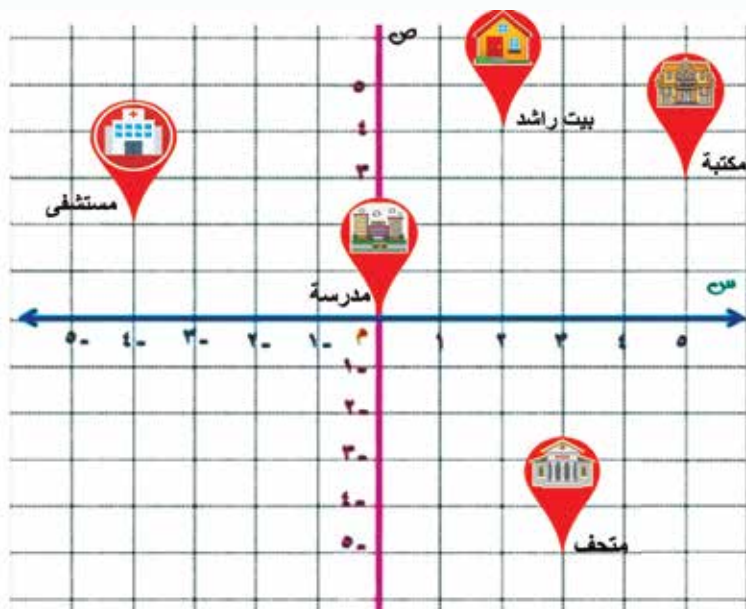 ص
بيت راشد
مكتبة
مستشفى
مدرسة
متحف
س
م
٥
٤
٣
-٥ -٤ -٣ -٢ -١ ١ ٢ ٣ ٤ ٥
-١
-٢
-٣
-٤
-٥